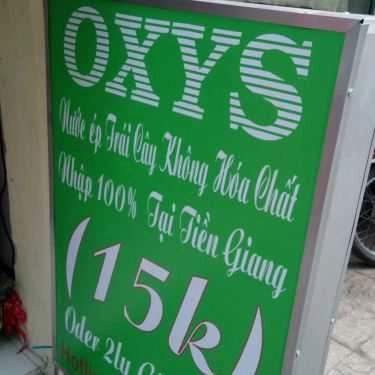 OXYS
Nước ép Trái Cây Không Hóa Chất
Nhập 100% Tại Tiền Giang
(15k)
Oder 2ly